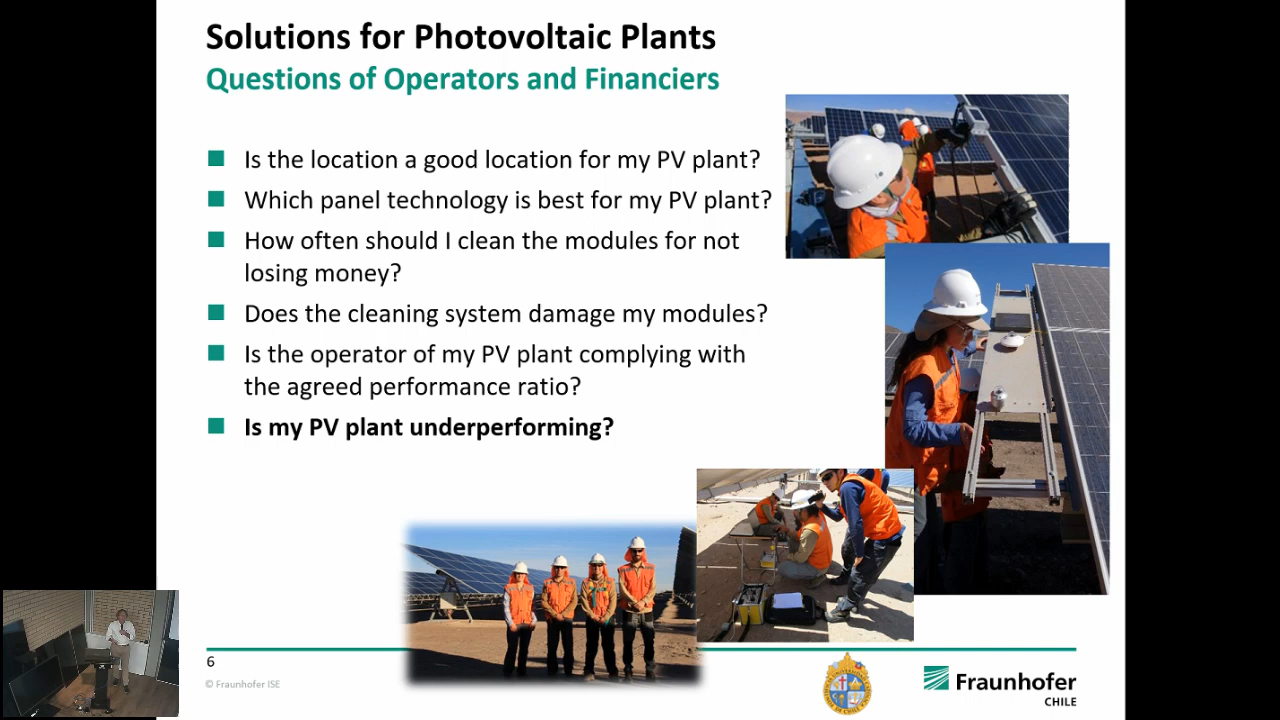 Solutions for Photovoltaic Plants
Questions of Operators and Financiers
Is the location a good location for my PV plant?
Which panel technology is best for my PV plant?
How often should I clean the modules for not
losing money?
Does the cleaning system damage my modules?
Is the operator of my PV plant complying with
the agreed performance ratio?
Is my PV plant underperforming?
6
© Fraunhofer ISE
Fraunhofer
CHILE